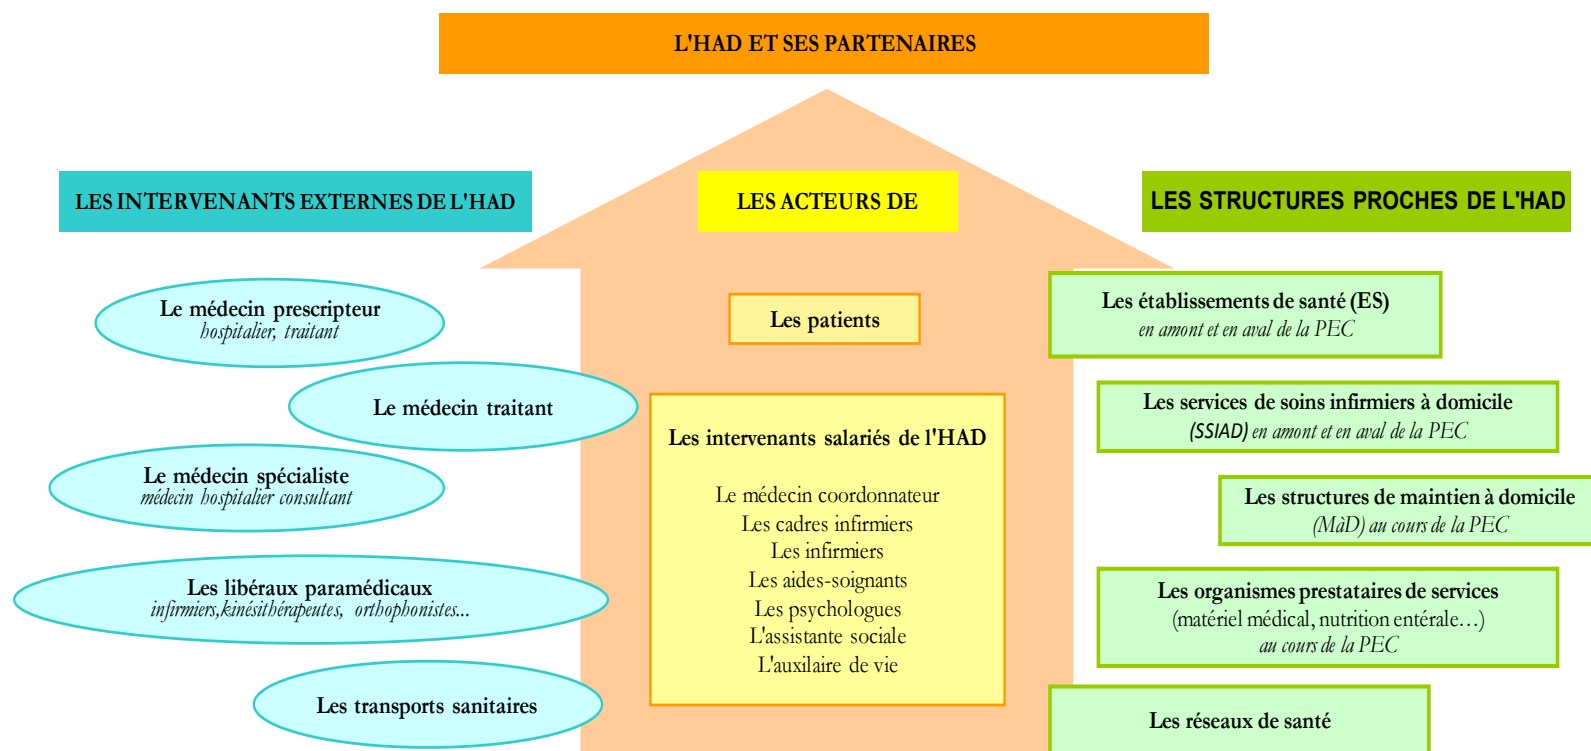 L'HAD ET SES PARTENAIRES
LES INTERVENANTS EXTERNES DE L'HAD
Le médecin prescripteur
hospitalier, traitant
Le médecin traitant
Le médecin spécialiste
médecin hospitalier consultant
Les libéraux paramédicaux
infirmiers,kinésithérapeutes, orthophonistes...
Les transports sanitaires
LES ACTEURS DE
Les patients
Les intervenants salariés de l'HAD
Le médecin coordonnateur
Les cadres infirmiers
Les infirmiers
Les aides-soignants
Les psychologues
L'assistante sociale
L'auxilaire de vie
LES STRUCTURES PROCHES DE L'HAD
Les établissements de santé (ES)
en amont et en aval de la PEC
Les services de soins infirmiers à domicile
(SSIAD) en amont et en aval de la PEC
Les structures de maintien à domicile
(MàD) au cours de la PEC
Les organismes prestataires de services
(matériel médical, nutrition entérale…)
au cours de la PEC
Les réseaux de santé